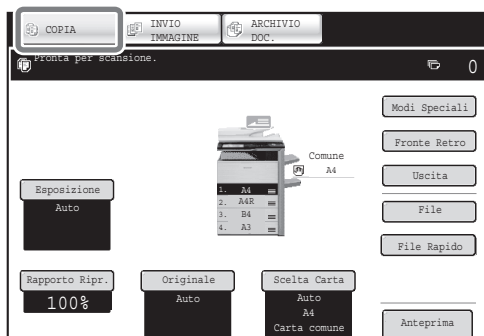 COPIA
INVIO
IMMAGINE
ARCHIVIO
DOC.
Pronta per scansione.
0
Modi Speciali
Fronte Retro
Uscita
File
File Rapido
Anteprima
Comune
A4
1. A4
2. A4R
3. B4
4. A3
Esposizione
Auto
Rapporto Ripr.
100%
Originale
Auto
Scelta Carta
Auto
A4
Carta comune